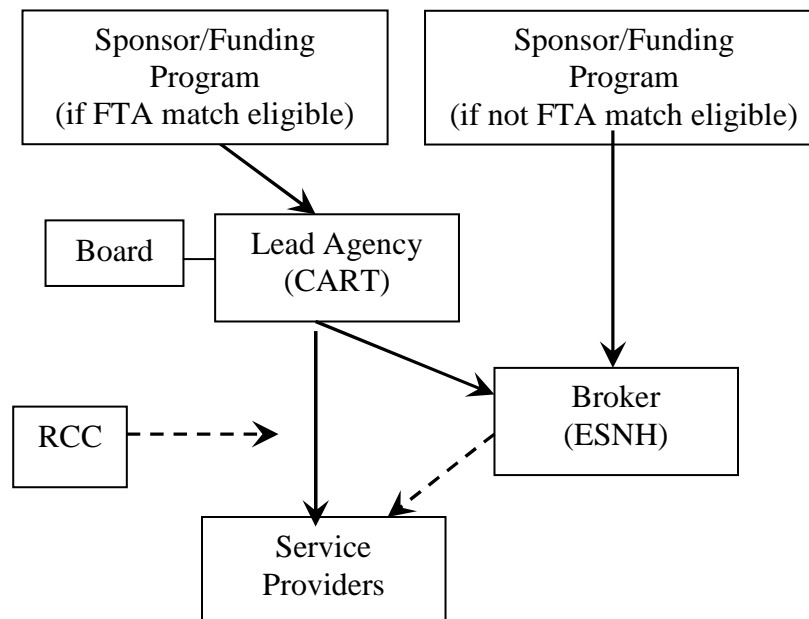 Sponsor/Funding
Program
(if FTA match eligible)
Sponsor/Funding
Program
(if not FTA match eligible)
Board
Lead Agency
(CART)
Broker
(ESNH)
RCC
Service
Providers